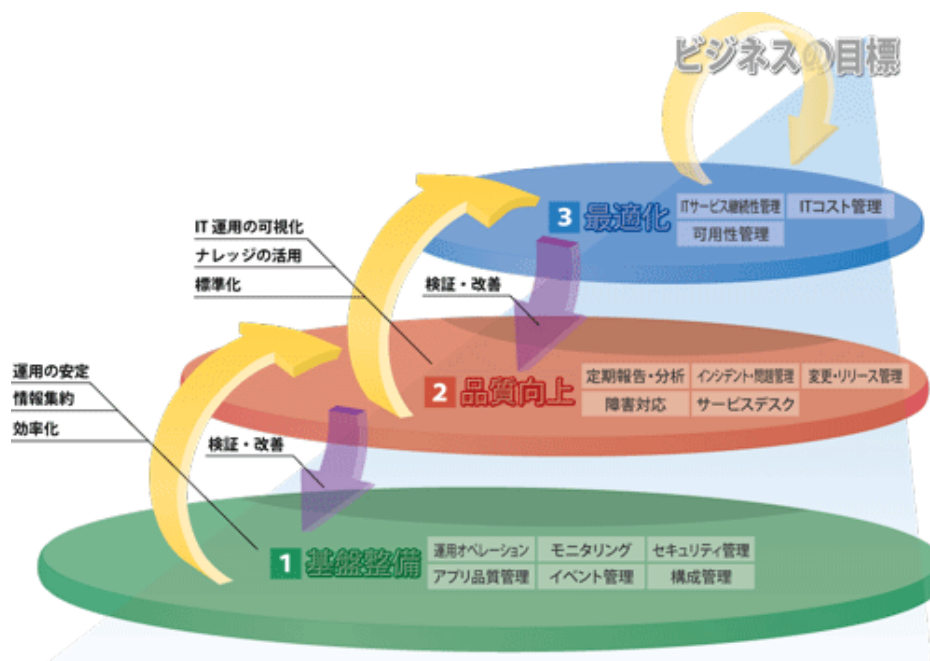 ビジネスの目標
3 最適化
ITサービス継続性管理 ITコスト管理
可用性管理
IT 運用の可視化
ナレッジの活用
標準化
検証・改善
2 品質向上
定期報告・分析 インシデント・問題管理 変更・リリース管理
障害対応 サービスデスク
運用の安定
情報集約
効率化
検証・改善
1 基盤整備
運用オペレーション モニタリング セキュリティ管理
アプリ品質管理 イベント管理 構成管理